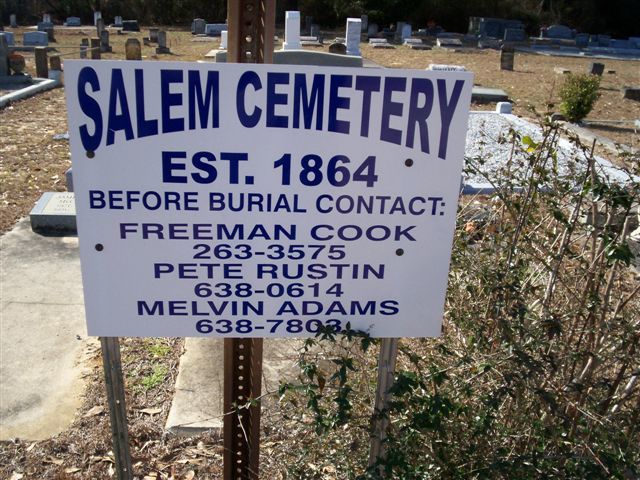 SALEM CEMETERY
EST. 1864
BEFORE BURIAL CONTACT:
FREEMAN COOK
263-3575
PETE RUSTIN
638-0614
MELVIN ADAMS
638-7803